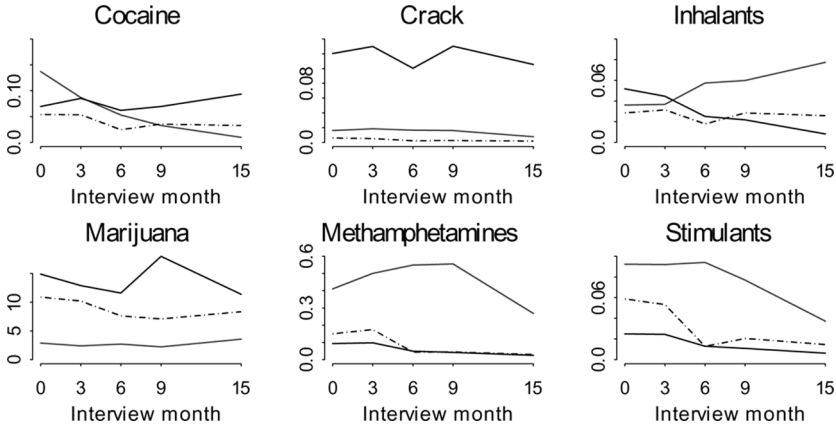 Cocaine Crack Inhalants
0.10
0.0
0.08
0.0
0.06
0.0
0 3 6 9 15 0 3 6 9 15 0 3 6 9 15
Interview month Interview month Interview month
Marijuana Methamphetamines Stimulants
10
5
0
0.6
0.3
0.0
0.06
0.0
0 3 6 9 15 0 3 6 9 15 0 3 6 9 15
Interview month Interview month Interview month